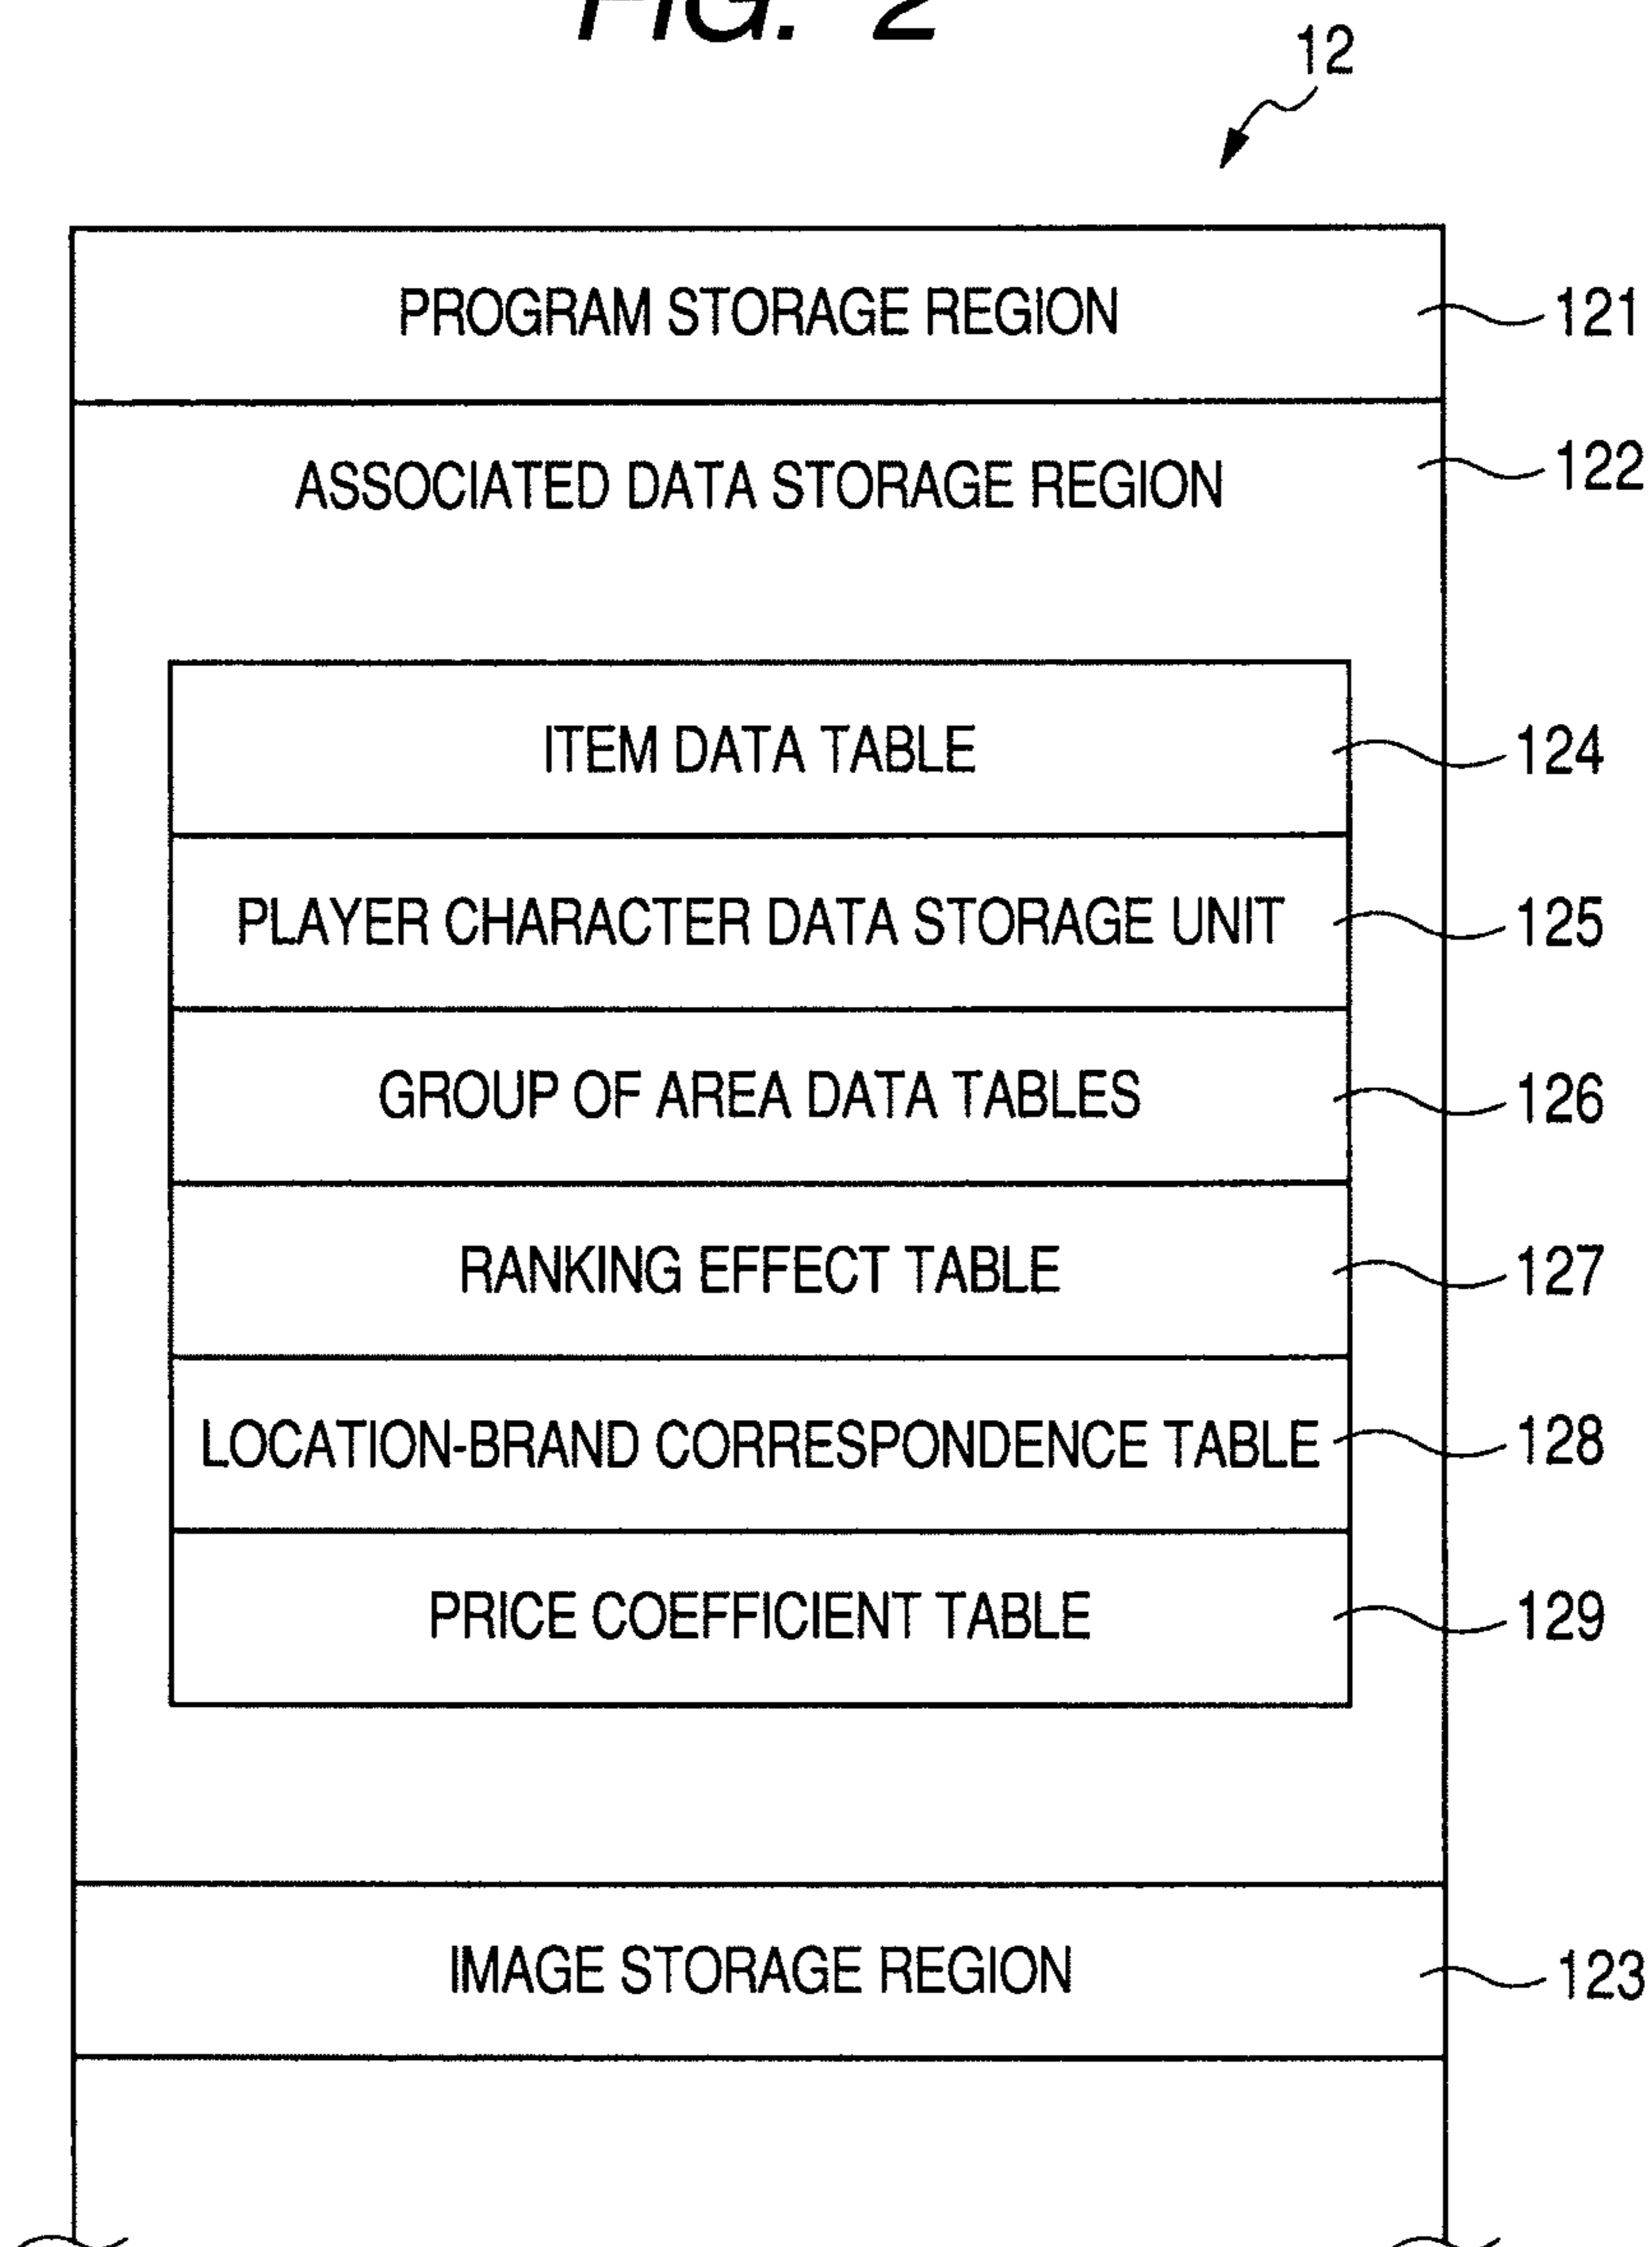 FIG. 2
12
PROGRAM STORAGE REGION 121
ASSOCIATED DATA STORAGE REGION 122
ITEM DATA TABLE 124
PLAYER CHARACTER DATA STORAGE UNIT 125
GROUP OF AREA DATA TABLES 126
RANKING EFFECT TABLE 127
LOCATION-BRAND CORRESPONDENCE TABLE 128
PRICE COEFFICIENT TABLE 129
IMAGE STORAGE REGION 123